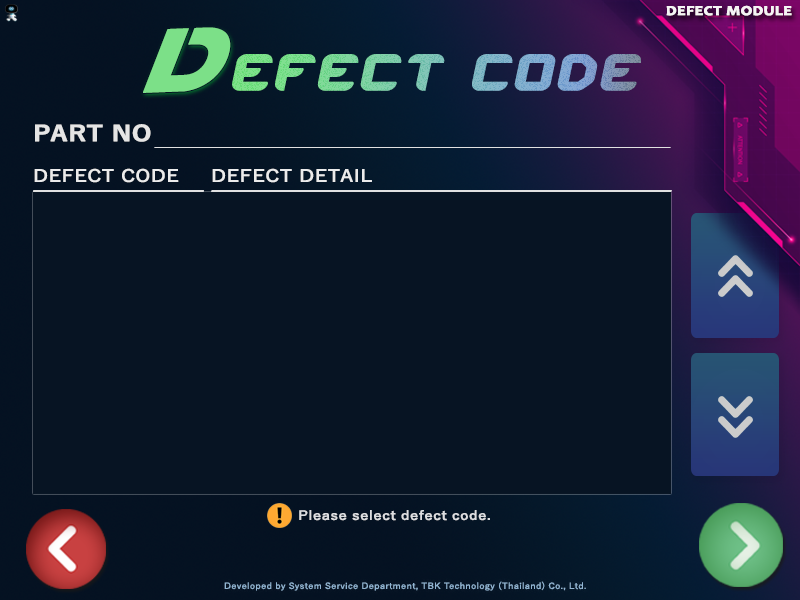 DEFECT MODULE
DEFECT CODE
PART NO
DEFECT CODE DEFECT DETAIL
Please select defect code.
Developed by System Service Department, TBK Technology (Thailand) Co., Ltd.